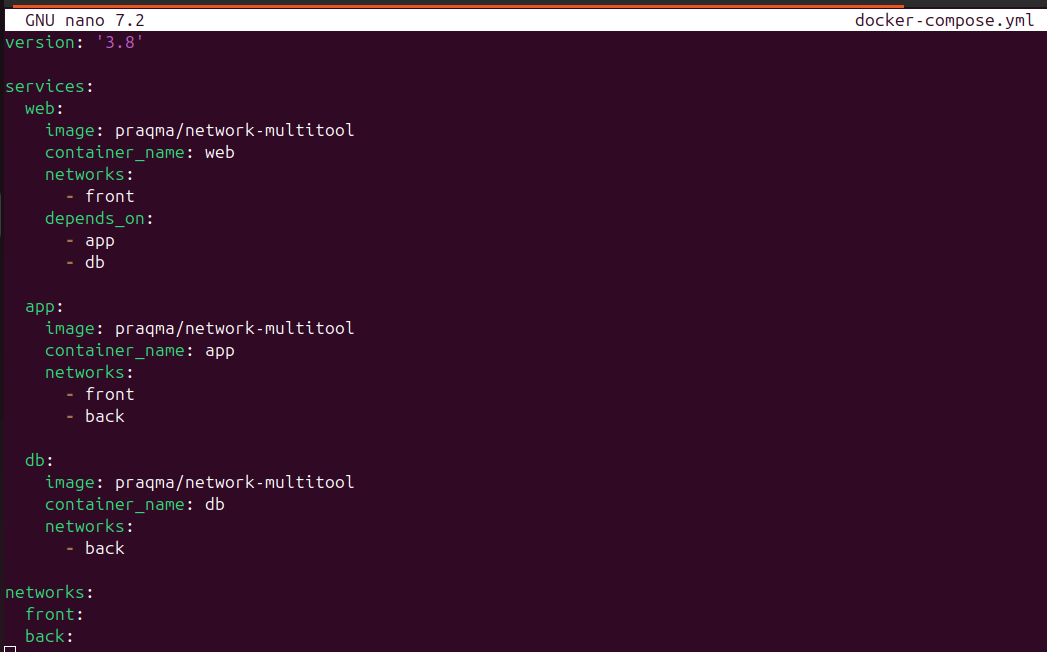 GNU nano 7.2 docker-compose.yml
version: '3.8'

services:
  web:
    image: praqma/network-multitool
    container_name: web
    networks:
      - front
    depends_on:
      - app
      - db

  app:
    image: praqma/network-multitool
    container_name: app
    networks:
      - front
      - back

  db:
    image: praqma/network-multitool
    container_name: db
    networks:
      - back

networks:
  front:
  back: